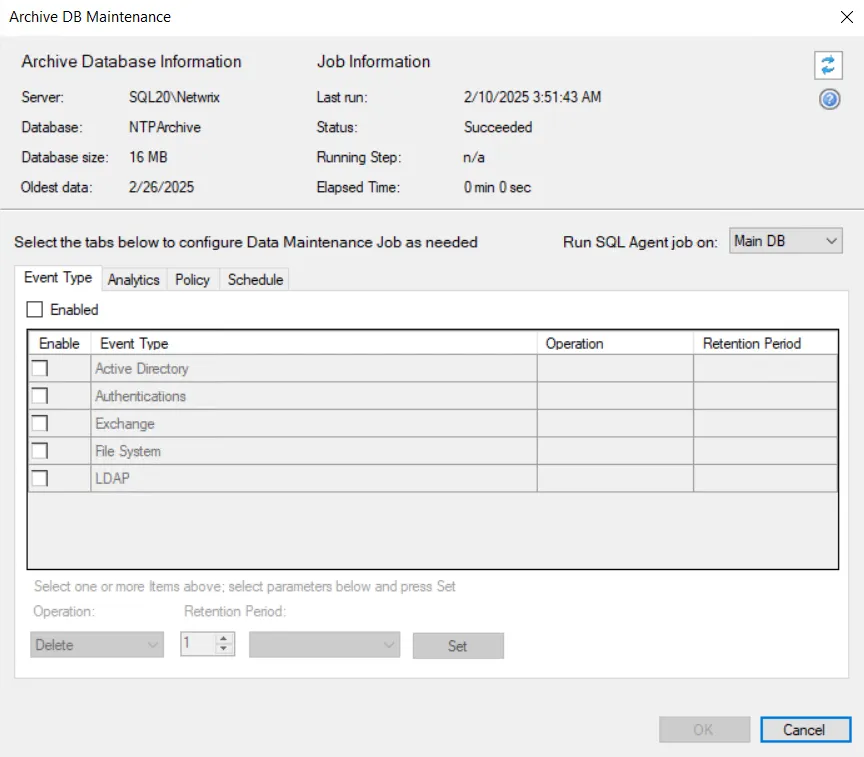 Archive DB Maintenance
Archive Database Information Job Information
Server: SQL20\Netwrix Last run: 2/10/2025 3:51:43 AM
Database: NTPArchive Status: Succeeded
Database size: 16 MB Running Step: n/a
Oldest data: 2/26/2025 Elapsed Time: 0 min 0 sec
Select the tabs below to configure Data Maintenance Job as needed Run SQL Agent job on: Main DB
Event Type Analytics Policy Schedule
Enabled
Enable Event Type Operation Retention Period
Active Directory
Authentications
Exchange
File System
LDAP
Select one or more Items above; select parameters below and press Set
Operation: Retention Period:
Delete 1 Set
OK Cancel